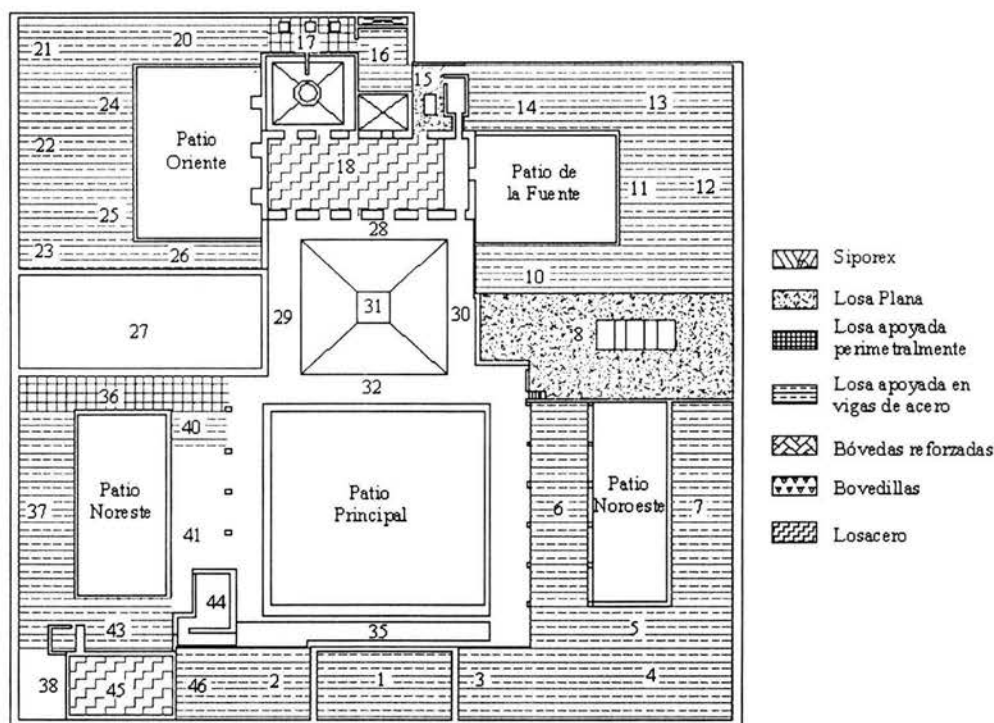 21
20
17
16
15
14
13
24
Patio
Oriente
22
18
Patio de
la Fuente
11
12
25
28
23
26
10
27
29
31
30
8
32
36
40
Patio
Noreste
Patio
Principal
Patio
Noroeste
37
41
6
7
44
43
35
5
38
45
46
2
1
3
4
Siporex
Losa Plana
Losa apoyada
perimetralmente
Losa apoyada en
vigas de acero
Bóvedas reforzadas
Bovedillas
Losacero